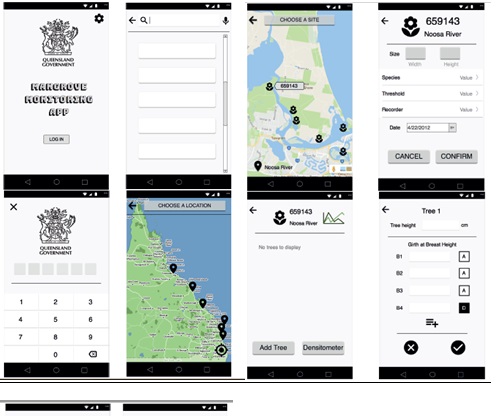 QUEENSLAND
GOVERNMENT
MANGROVE
MONITORING
APP
LOG IN
CHOOSE A SITE
659143
Noosa River
659143
Noosa River
Size
Width
Height
Species
Value
Threshold
Value
Recorder
Value
Date
4/22/2012
CANCEL
CONFIRM
QUEENSLAND
GOVERNMENT
1 2 3
4 5 6
7 8 9
0
CHOOSE A LOCATION
659143
Noosa River
No trees to display
Add Tree
Densitometer
Tree 1
Tree height
cm
Girth at Breast Height
B1
A
B2
A
B3
A
B4
D